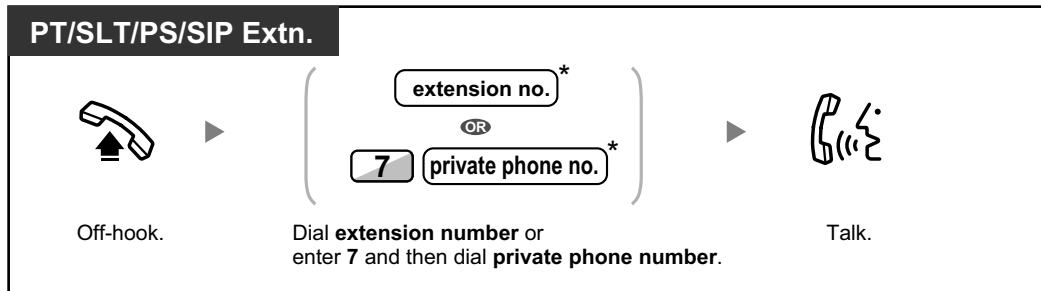 PT/SLT/PS/SIP Extn.
extension no.*
OR
7 private phone no.*
Off-hook.
Dial extension number or
enter 7 and then dial private phone number.
Talk.